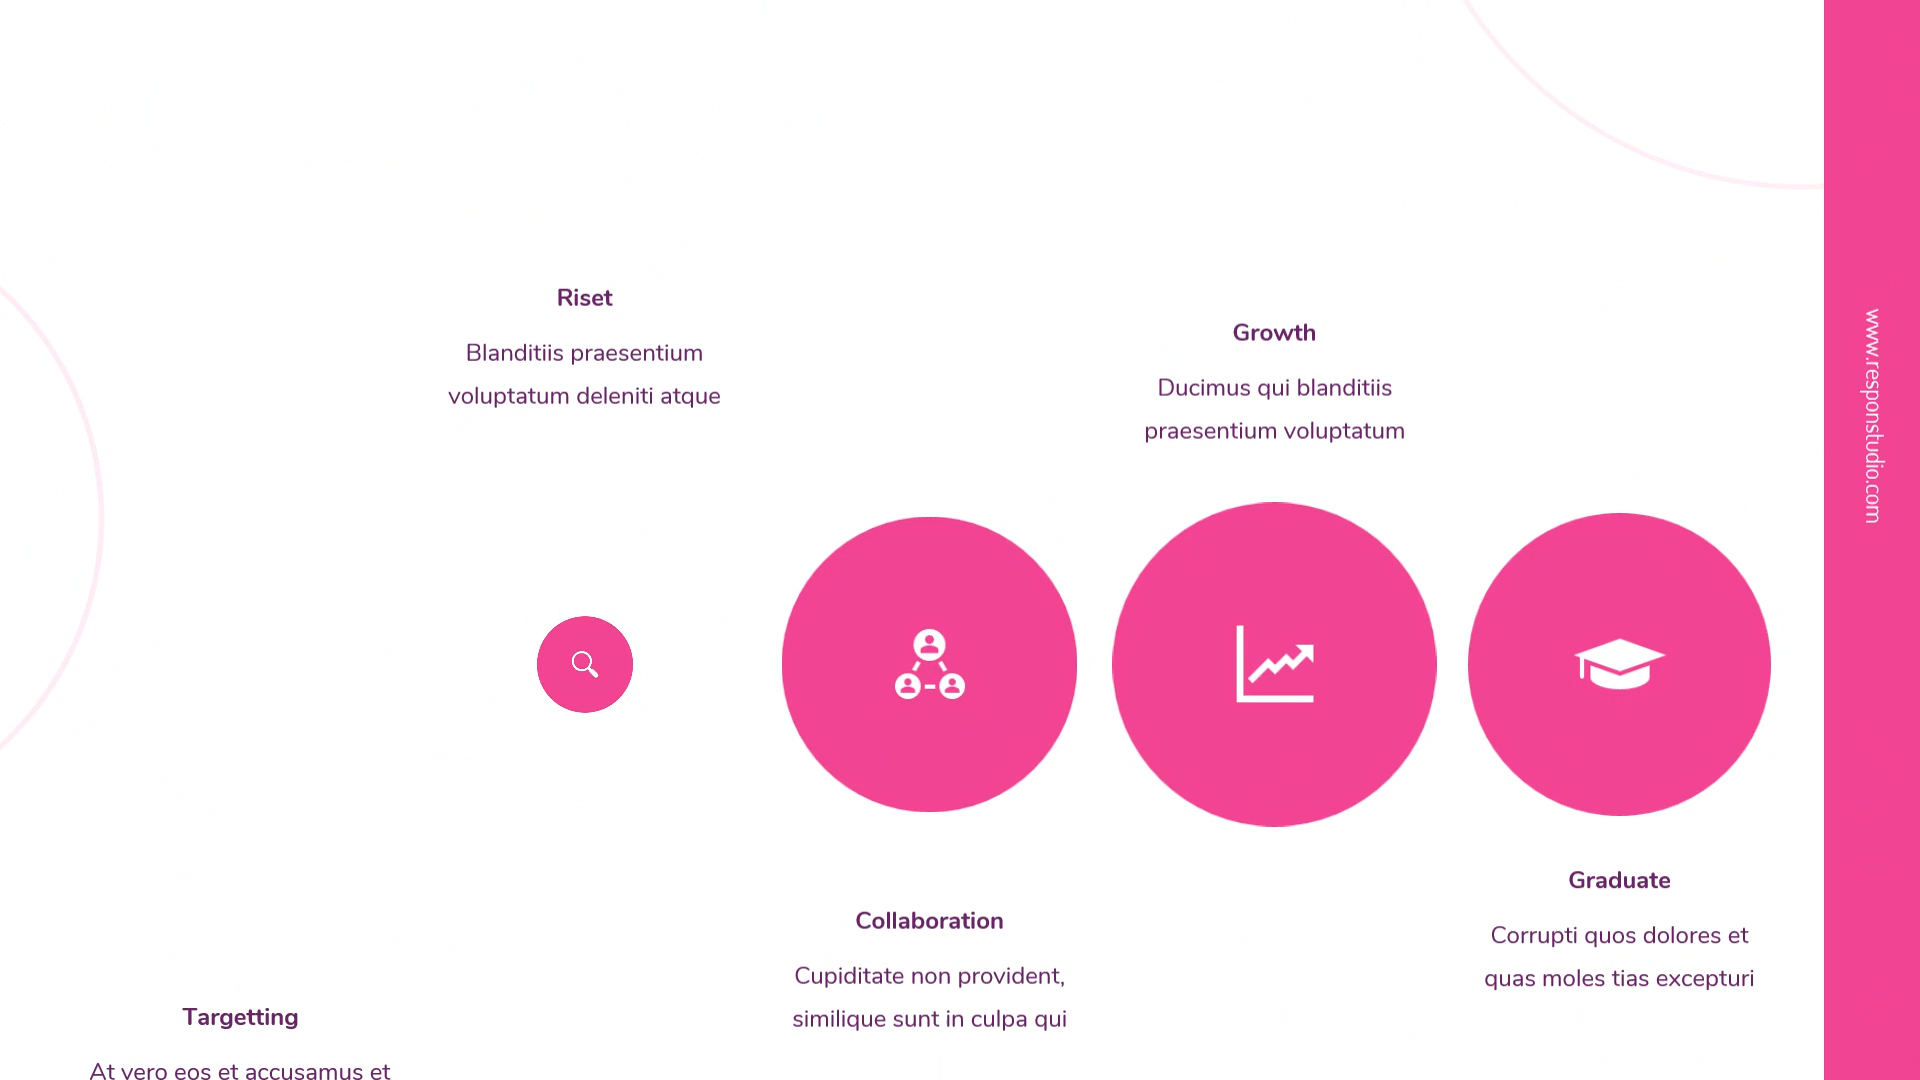 Riset
Blanditiis praesentium
voluptatum deleniti atque
Growth
Ducimus qui blanditiis
praesentium voluptatum
www.responstudio.com
Graduate
Corrupti quos dolores et
quas moles tias excepturi
Collaboration
Cupiditate non provident,
similique sunt in culpa qui
Targetting
At vero eos et accusamus et